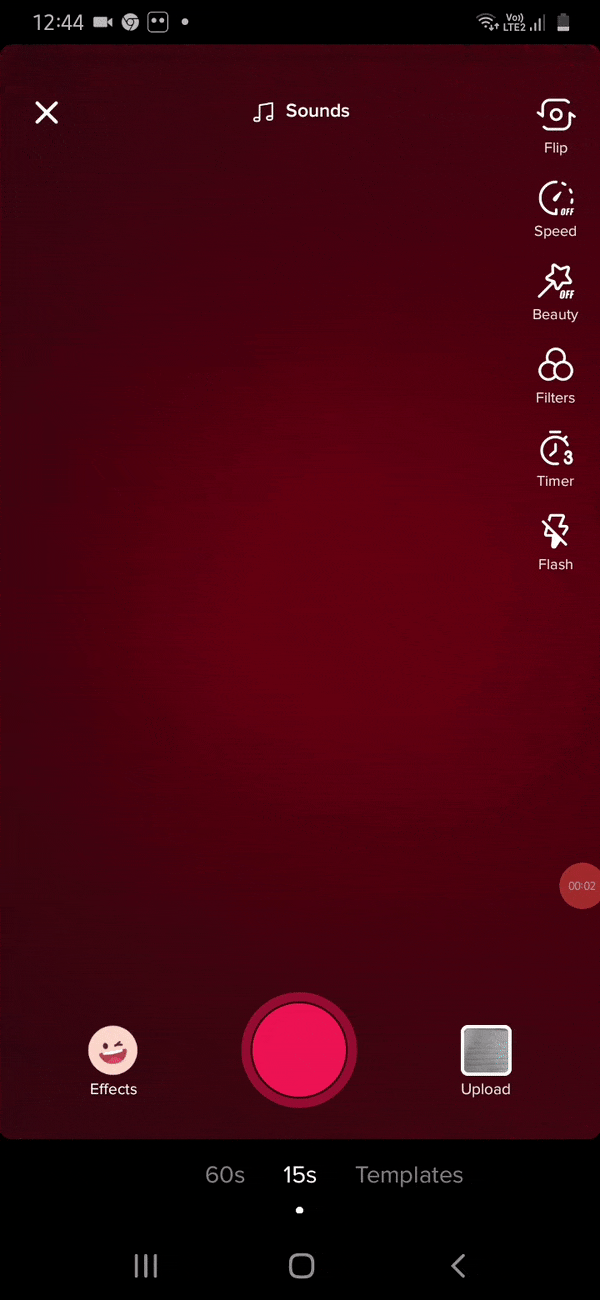 12:44
Vo))
LTE2
Sounds
Flip
OFF
Speed
OFF
Beauty
Filters
3
Timer
Flash
00:02
Effects
Upload
60s 15s Templates